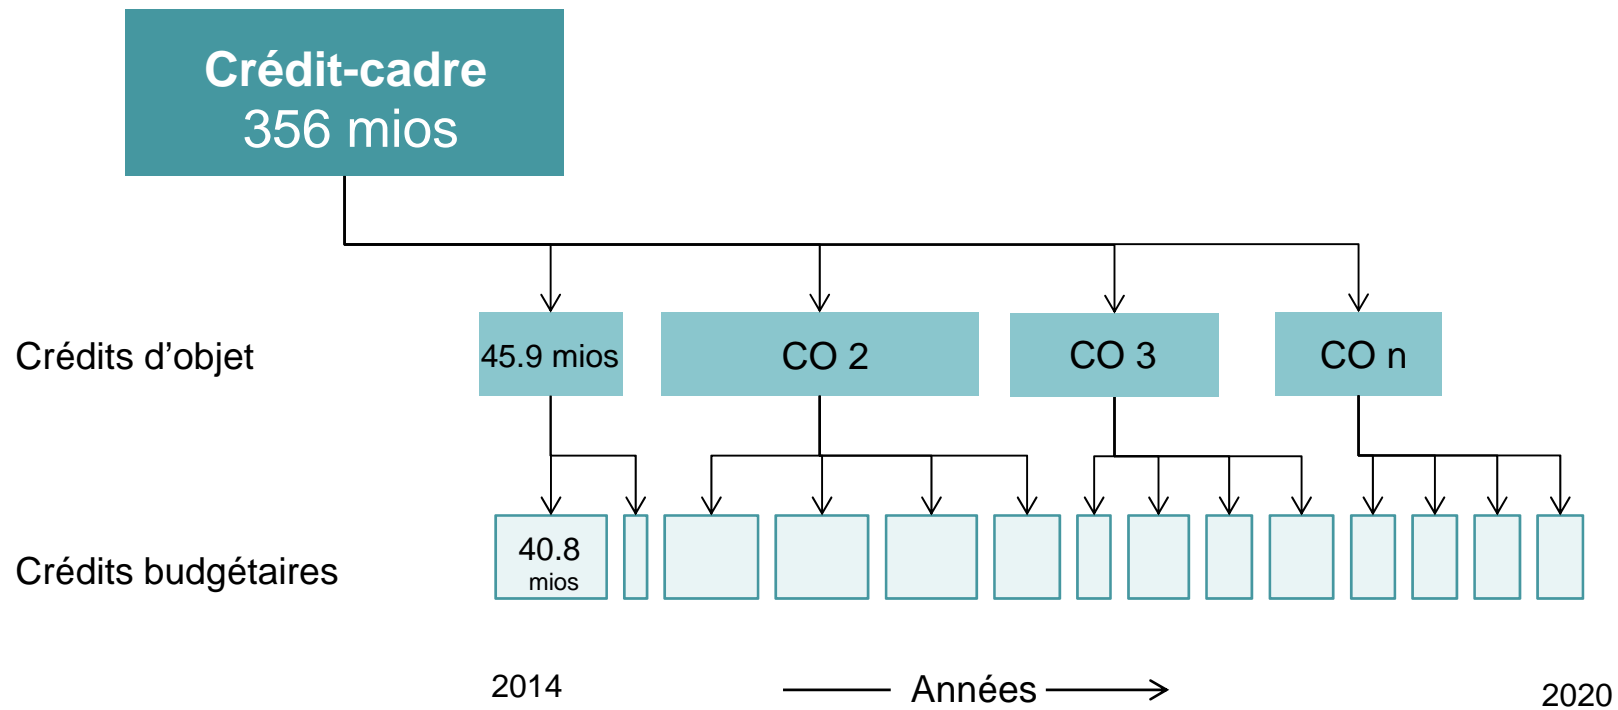 Crédit-cadre
356 mios
Crédits d’objet
45.9 mios
CO 2
CO 3
CO n
Crédits budgétaires
40.8
mios
2014
Années
2020